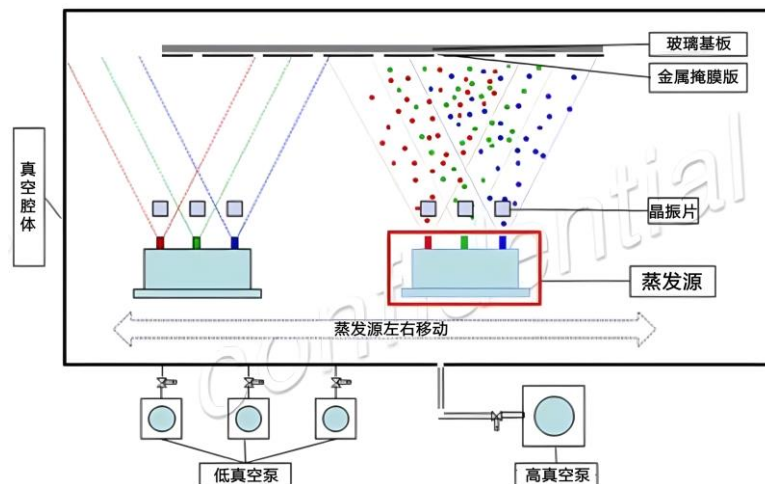 玻璃基板
金属掩膜版
真空腔体
晶振片
蒸发源
蒸发源左右移动
confidential
低真空泵
高真空泵